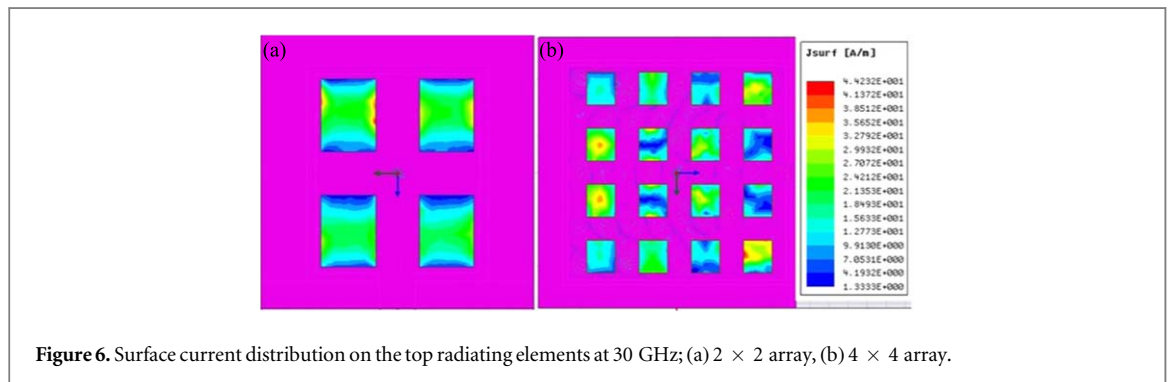 (a)
(b)
Jsurf [A/m]
4.4232E+001
4.1372E+001
3.8512E+001
3.5652E+001
3.2792E+001
2.9932E+001
2.7072E+001
2.4212E+001
2.1353E+001
1.8493E+001
1.5633E+001
1.2773E+001
9.9130E+000
7.0531E+000
4.1932E+000
1.3333E+000
Figure 6. Surface current distribution on the top radiating elements at 30 GHz; (a) 2 × 2 array, (b) 4 × 4 array.